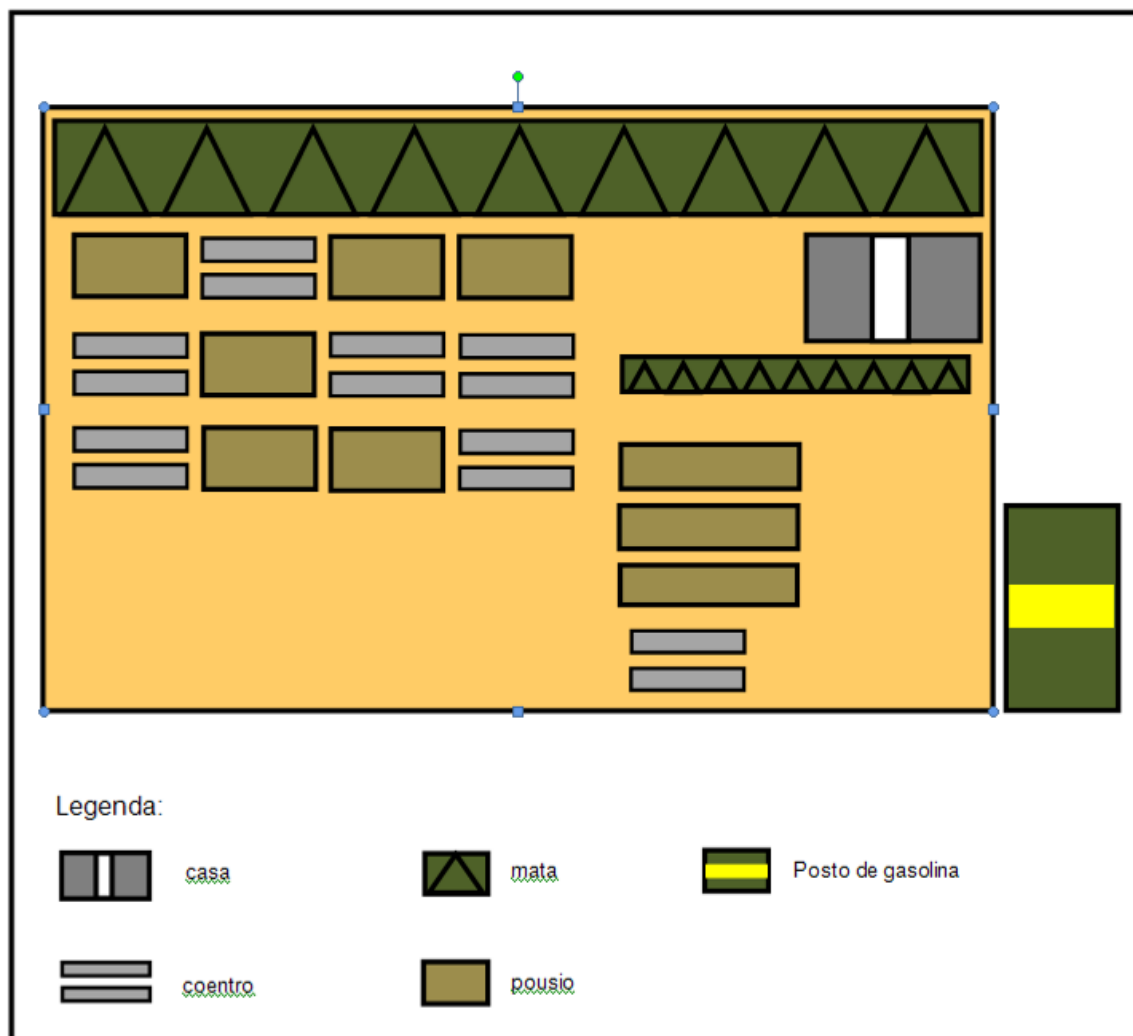 Legenda:
casa
mata
Posto de gasolina
coentro
pousio